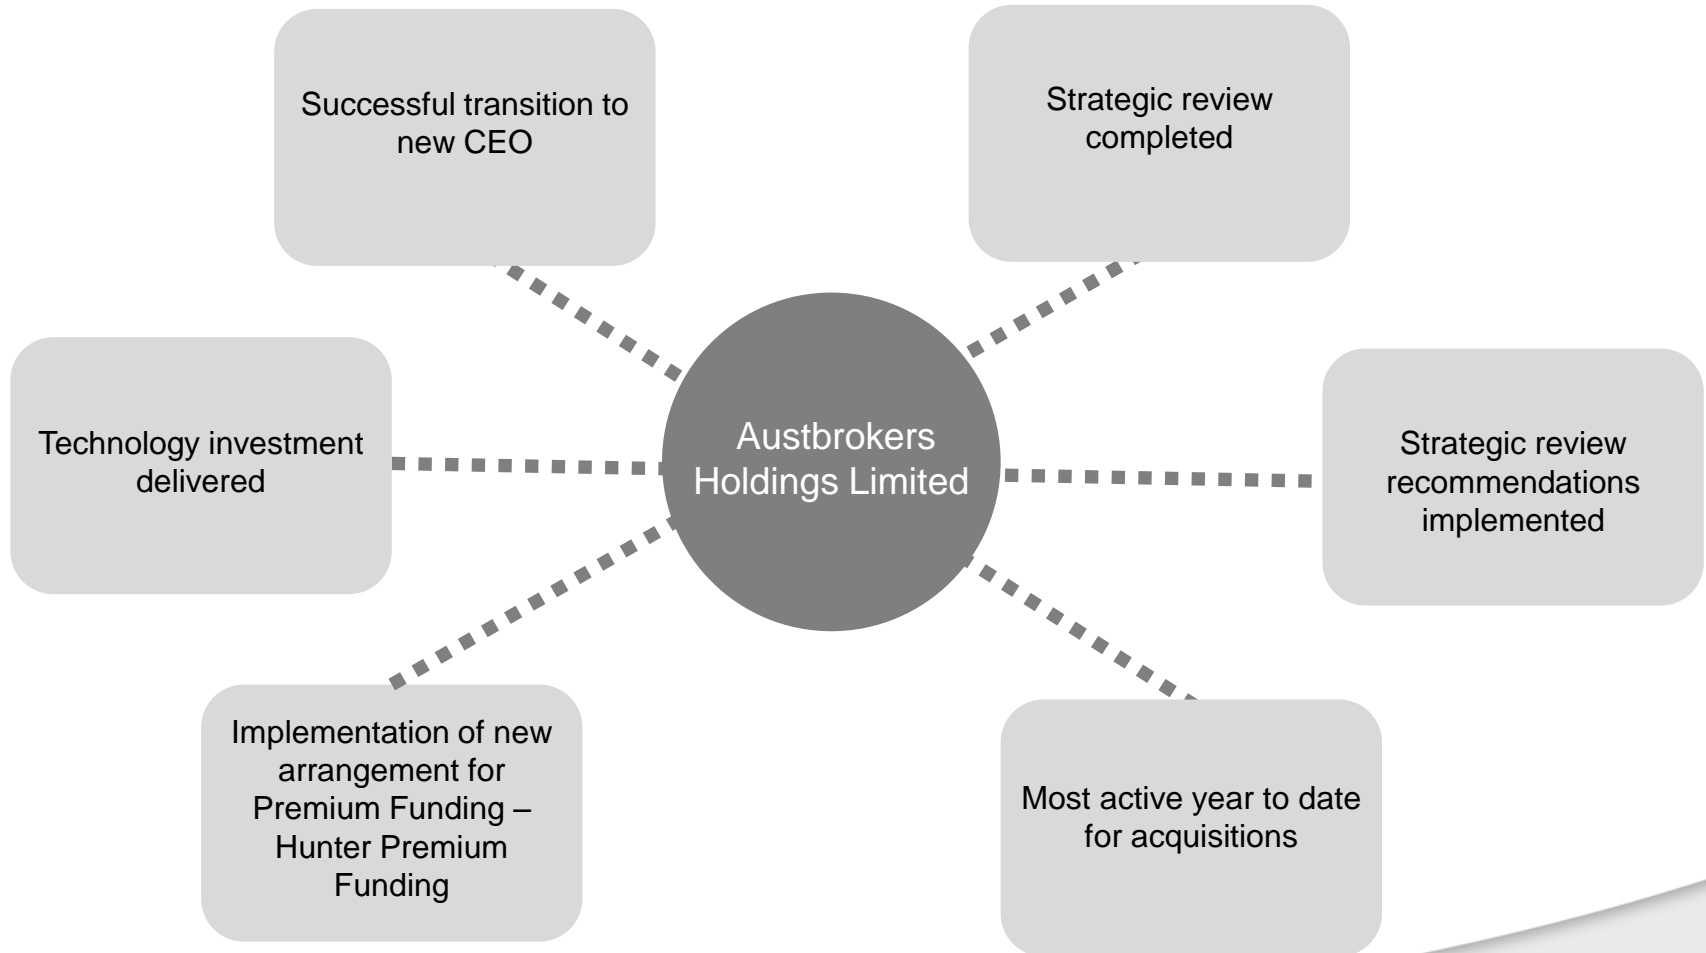 Successful transition to
new CEO
Strategic review
completed
Technology investment
delivered
Austbrokers
Holdings Limited
Strategic review
recommendations
implemented
Implementation of new
arrangement for
Premium Funding –
Hunter Premium
Funding
Most active year to date
for acquisitions